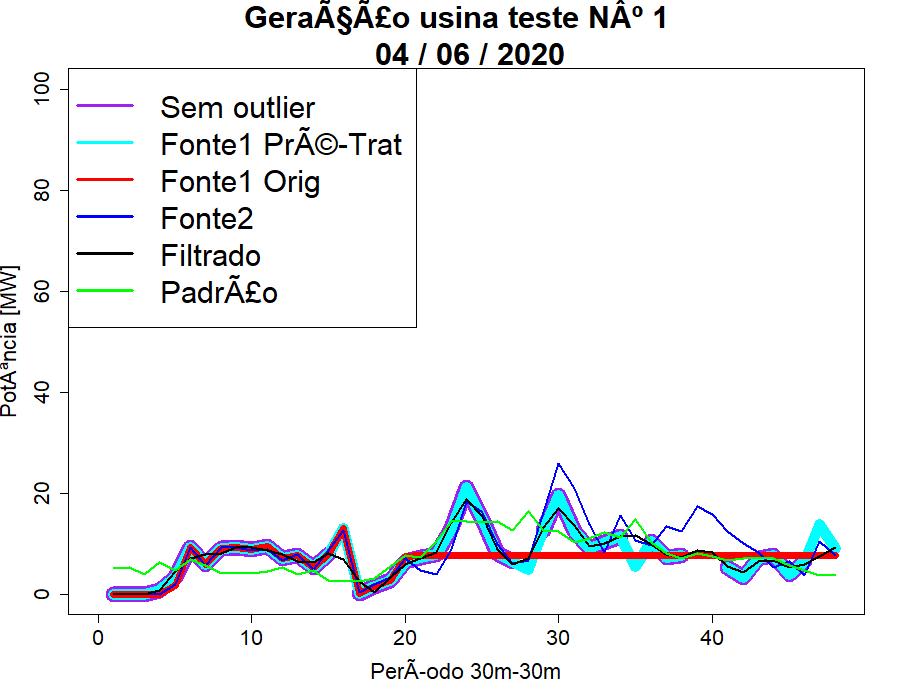 GeraÃ§Ã£o usina teste NÂº 1
04 / 06 / 2020
Sem outlier
Fonte1 PrÃ©-Trat
Fonte1 Orig
Fonte2
Filtrado
PadrÃ£o
PotÃªncia [MW]
100
80
60
40
20
0
0 10 20 30 40
PerÃ­odo 30m-30m